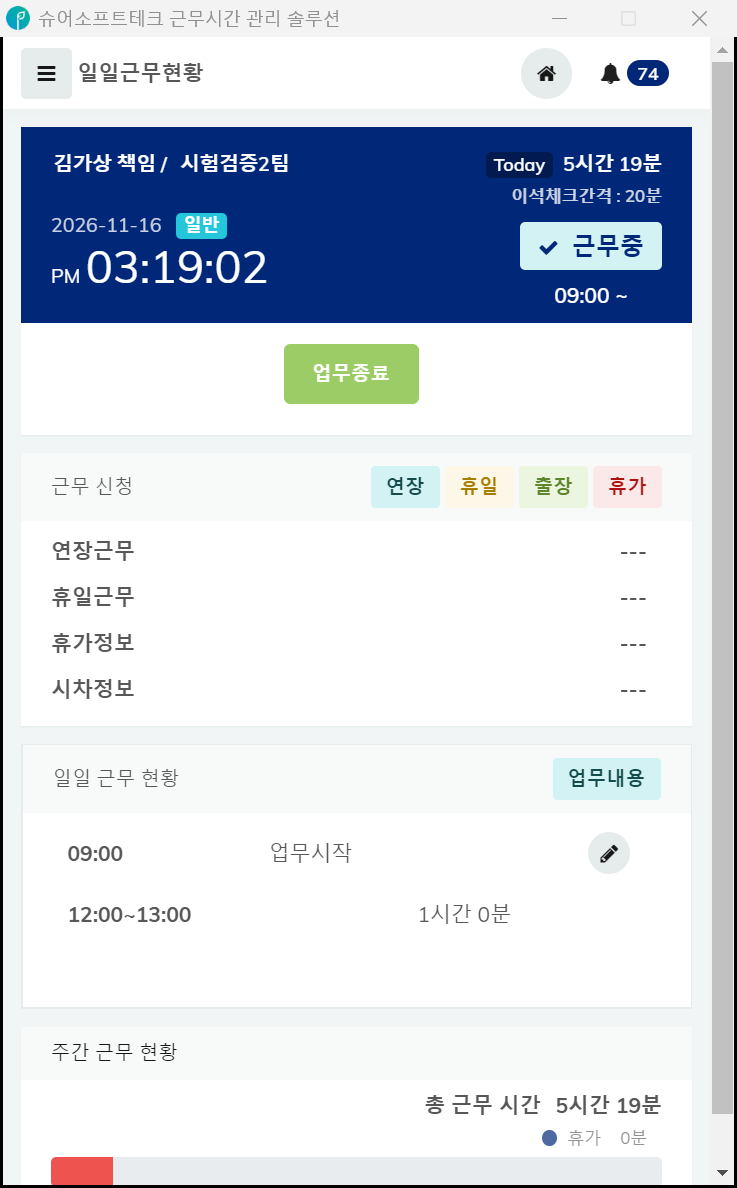 슈어소프트테크 근무시간 관리 솔루션
일일근무현황
74
김가상 책임 / 시험검증2팀
Today 5시간 19분
이석체크간격 : 20분
2026-11-16 일반
PM 03:19:02
근무중
09:00 ~
업무종료
근무 신청
연장 휴일 출장 휴가
연장근무 ---
휴일근무 ---
휴가정보 ---
시차정보 ---
일일 근무 현황 업무내용
09:00 업무시작
12:00~13:00 1시간 0분
주간 근무 현황
총 근무 시간 5시간 19분
휴가 0분